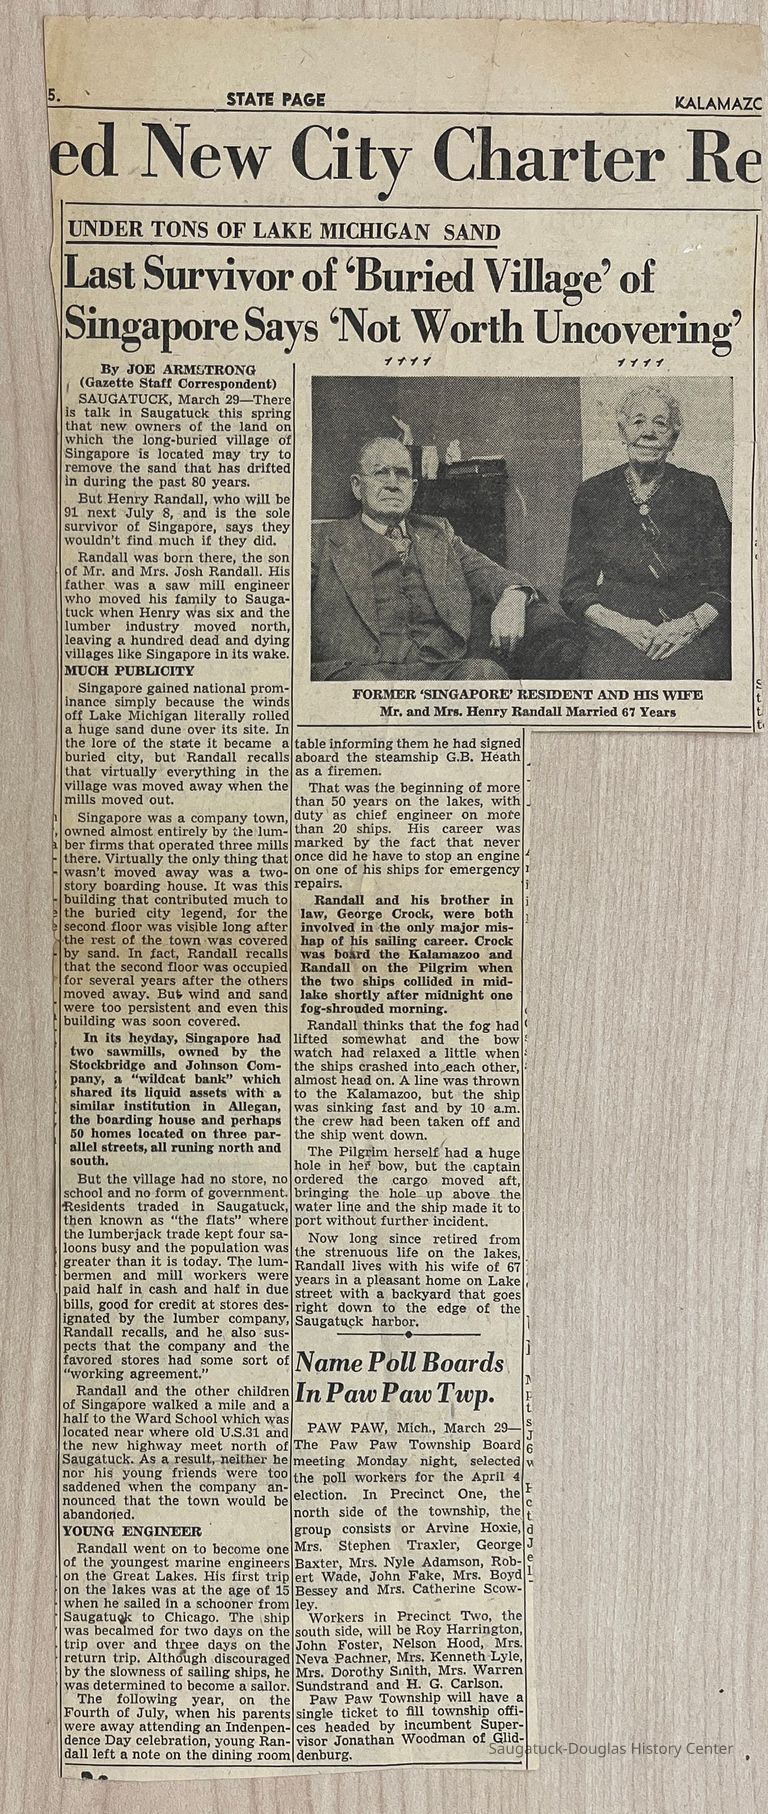 5.
STATE PAGE
KALAMAZO
ed New City Charter Re
UNDER TONS OF LAKE MICHIGAN SAND
Last Survivor of 'Buried Village' of
Singapore Says 'Not Worth Uncovering'
By JOE ARMSTRONG
(Gazette Staff Correspondent)
SAUGATUCK, March 29—There
is talk in Saugatuck this spring
that new owners of the land on
which the long-buried village of
Singapore is located may try to
remove the sand that has drifted
in during the past 80 years.
But Henry Randall, who will be
91 next July 8, and is the sole
survivor of Singapore, says they
wouldn't find much if they did.
Randall was born there, the son
of Mr. and Mrs. Josh Randall. His
father was a saw mill engineer
who moved his family to Sauga-
tuck when Henry was six and the
lumber industry moved north,
leaving a hundred dead and dying
villages like Singapore in its wake.
MUCH PUBLICITY
Singapore gained national prom-
inance simply because the winds
off Lake Michigan literally rolled
a huge sand dune over its site. In
the lore of the state it became a
buried city, but Randall recalls
that virtually everything in the
village was moved away when the
mills moved out.
Singapore was a company town,
owned almost entirely by the lum-
ber firms that operated three mills
there. Virtually the only thing that
wasn't moved away was a two-
story boarding house. It was this
building that contributed much to
the buried city legend, for the
second floor was visible long after
the rest of the town was covered
by sand. In fact, Randall recalls
that the second floor was occupied
for several years after the others
moved away. But wind and sand
were too persistent and even this
building was soon covered.
In its heyday, Singapore had
two sawmills, owned by the
Stockbridge and Johnson Com-
pany, a "wildcat bank" which
shared its liquid assets with a
similar institution in Allegan,
the boarding house and perhaps
50 homes located on three par-
allel streets, all runing north and
south.
But the village had no store, no
school and no form of government.
Residents traded in Saugatuck,
then known as "the flats" where
the lumberjack trade kept four sa-
loons busy and the population was
greater than it is today. The lum-
bermen and mill workers were
paid half in cash and half in due
bills, good for credit at stores des-
ignated by the lumber company,
Randall recalls, and he also sus-
pects that the company and the
favored stores had some sort of
"working agreement."
Randall and the other children
of Singapore walked a mile and a
half to the Ward School which was
located near where old U.S.31 and
the new highway meet north of
Saugatuck. As a result, neither he
nor his young friends were too
saddened when the company an-
nounced that the town would be
abandoned.
YOUNG ENGINEER
Randall went on to become one
of the youngest marine engineers
on the Great Lakes. His first trip
on the lakes was at the age of 15
when he sailed in a schooner from
Saugatuck to Chicago. The ship
was becalmed for two days on the
trip over and three days on the
return trip. Although discouraged
by the slowness of sailing ships, he
was determined to become a sailor.
The following year, on the
Fourth of July, when his parents
were away attending an Indenpen-
dence Day celebration, young Ran-
dall left a note on the dining room
FORMER 'SINGAPORE' RESIDENT AND HIS WIFE
Mr. and Mrs. Henry Randall Married 67 Years
table informing them he had signed
aboard the steamship G.B. Heath
as a firemen.
That was the beginning of more
than 50 years on the lakes, with
duty as chief engineer on more
than 20 ships. His career was
marked by the fact that never
once did he have to stop an engine
on one of his ships for emergency
repairs.
Randall and his brother in
law, George Crock, were both
involved in the only major mis-
hap of his sailing career. Crock
was board the Kalamazoo and
Randall on the Pilgrim when
the two ships collided in mid-
lake shortly after midnight one
fog-shrouded morning.
Randall thinks that the fog had
lifted somewhat and the bow
watch had relaxed a little when
the ships crashed into each other,
almost head on. A line was thrown
to the Kalamazoo, but the ship
was sinking fast and by 10 a.m.
the crew had been taken off and
the ship went down.
The Pilgrim herself had a huge
hole in her bow, but the captain
ordered the cargo moved aft,
bringing the hole up above the
water line and the ship made it to
port without further incident.
Now long since retired from
the strenuous life on the lakes,
Randall lives with his wife of 67
years in a pleasant home on Lake
street with a backyard that goes
right down to the edge of the
Saugatuck harbor.
Name Poll Boards
In Paw Paw Twp.
PAW PAW, Mich., March 29—
The Paw Paw Township Board
meeting Monday night, selected
the poll workers for the April 4
election. In Precinct One, the
north side of the township, the
group consists or Arvine Hoxie,
Mrs. Stephen Traxler, George
Baxter, Mrs. Nyle Adamson, Rob-
ert Wade, John Fake, Mrs. Boyd
Bessey and Mrs. Catherine Scow-
ley.
Workers in Precinct Two, the
south side, will be Roy Harrington,
John Foster, Nelson Hood, Mrs.
Neva Pachner, Mrs. Kenneth Lyle,
Mrs. Dorothy Smith, Mrs. Warren
Sundstrand and H. G. Carlson.
Paw Paw Township will have a
single ticket to fill township offi-
ces headed by incumbent Super-
visor Jonathan Woodman of Glid-
denburg.
Saugatuck-Douglas History Center